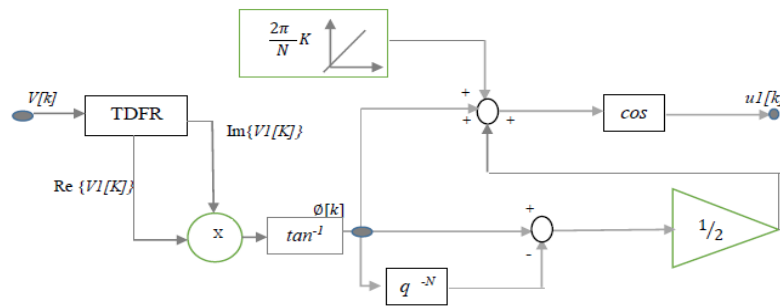 2π
N K
V[k]
TDFR
Im{V1[K]}
Re {V1[K]}
x
Ø[k]
tan-1
q -N
+
+
+
+
cos
u1[k
+
-
1/2